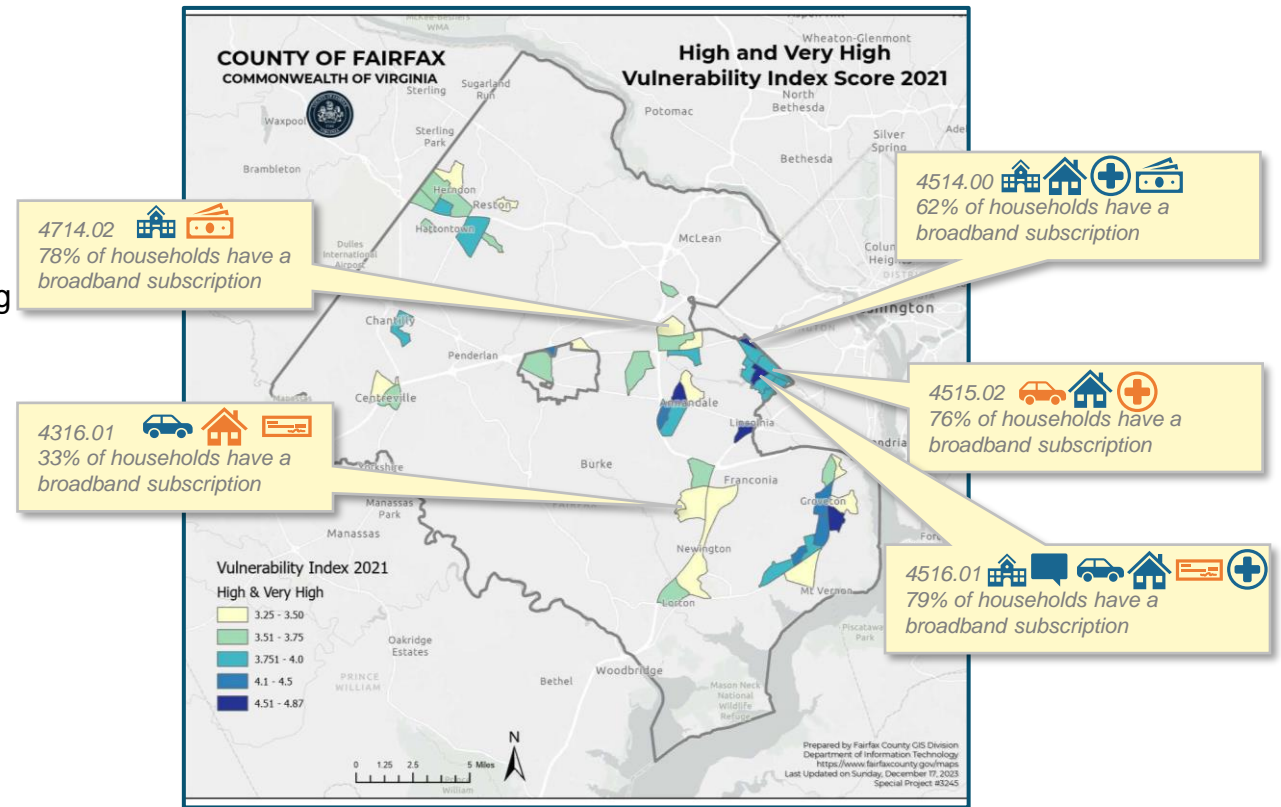 COUNTY OF FAIRFAX
COMMONWEALTH OF VIRGINIA
High and Very High
Vulnerability Index Score 2021
WMA
Wheaton-Glenmont
Sterling
Sugarland
Run
Potomac
North
Bethesda
Waxpool
Sterling
Park
Silver
Spring
Bethesda
Brambleton
Herndon
Reston
Hattontown
McLean
Dulles
International
Airport
Heights
4714.02
78% of households have a
broadband subscription
g
4514.00
62% of households have a
broadband subscription
Chantilly
Penderlan
Centreville
Annandale
Lincolnia
4515.02
76% of households have a
broadband subscription
4316.01
33% of households have a
broadband subscription
Burke
Franconia
Groveton
Manassas
Park
Manassas
Newington
4516.01
79% of households have a
broadband subscription
Mt Vernon
Lorton
Vulnerability Index 2021
High & Very High
3.25 - 3.50
3.51 - 3.75
3.751 - 4.0
4.1 - 4.5
4.51 - 4.87
Oakridge
Estates
PRINCE
WILLIAM
Bethel
Woodbridge
Park
Mason Neck
National
Wildlife
Refuge
N
0 1.25 2.5 5 Miles
William
Prepared by Fairfax County GIS Division
Department of Information Technology
https://www.fairfaxcounty.gov/maps
Last Updated on Sunday, December 17, 2023
Special Project #3245